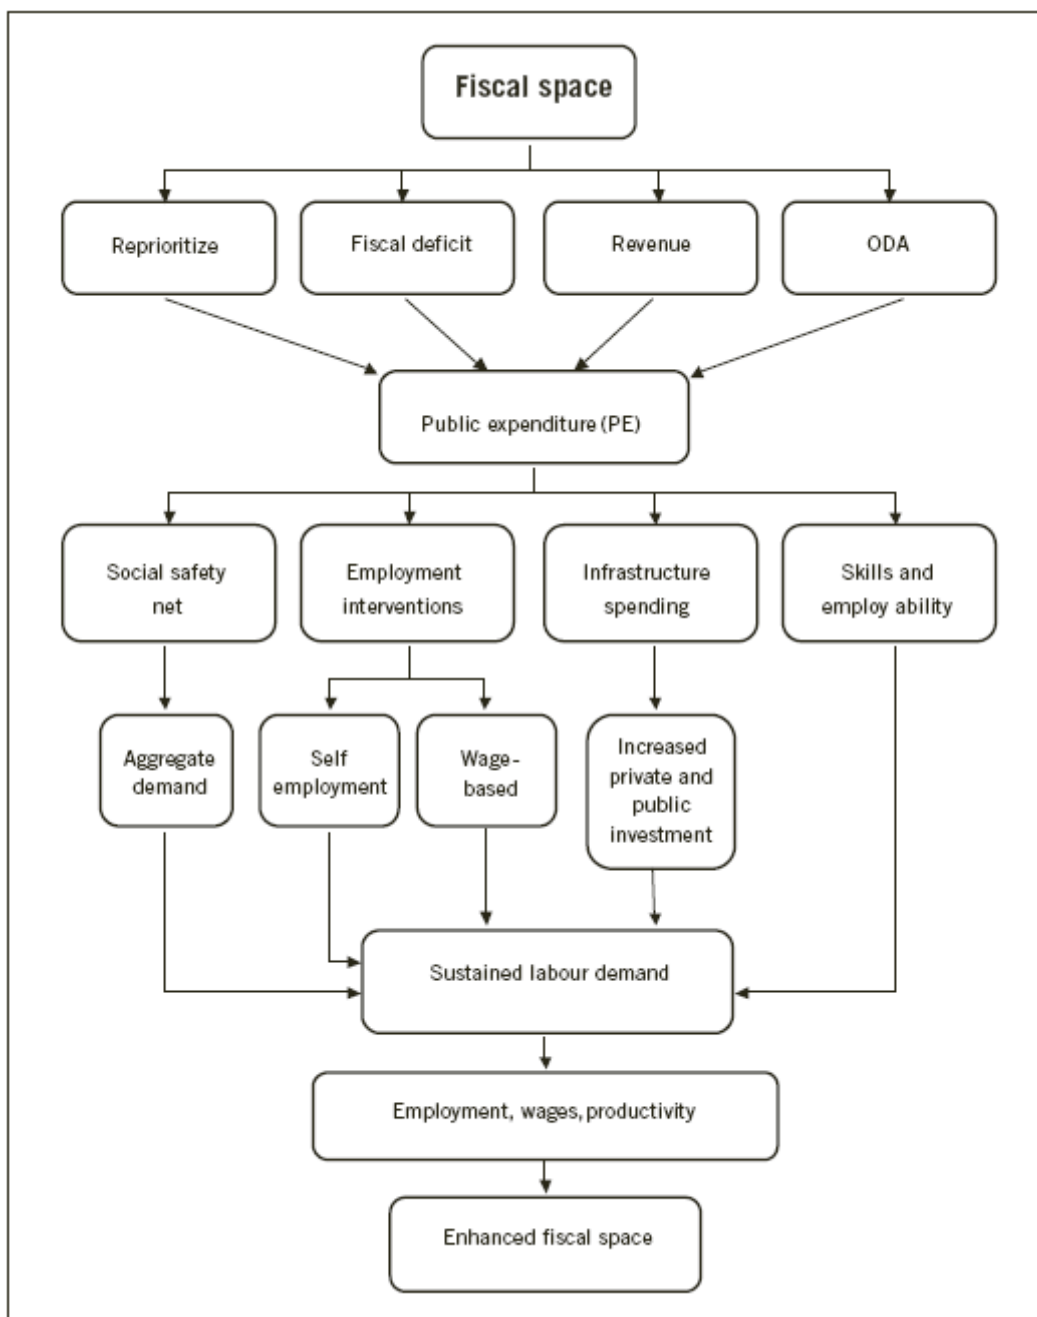 Fiscal space
Reprioritize
Fiscal deficit
Revenue
ODA
Public expenditure (PE)
Social safety
net
Employment
interventions
Infrastructure
spending
Skills and
employ ability
Aggregate
demand
Self
employment
Wage-
based
Increased
private and
public
investment
Sustained labour demand
Employment, wages, productivity
Enhanced fiscal space